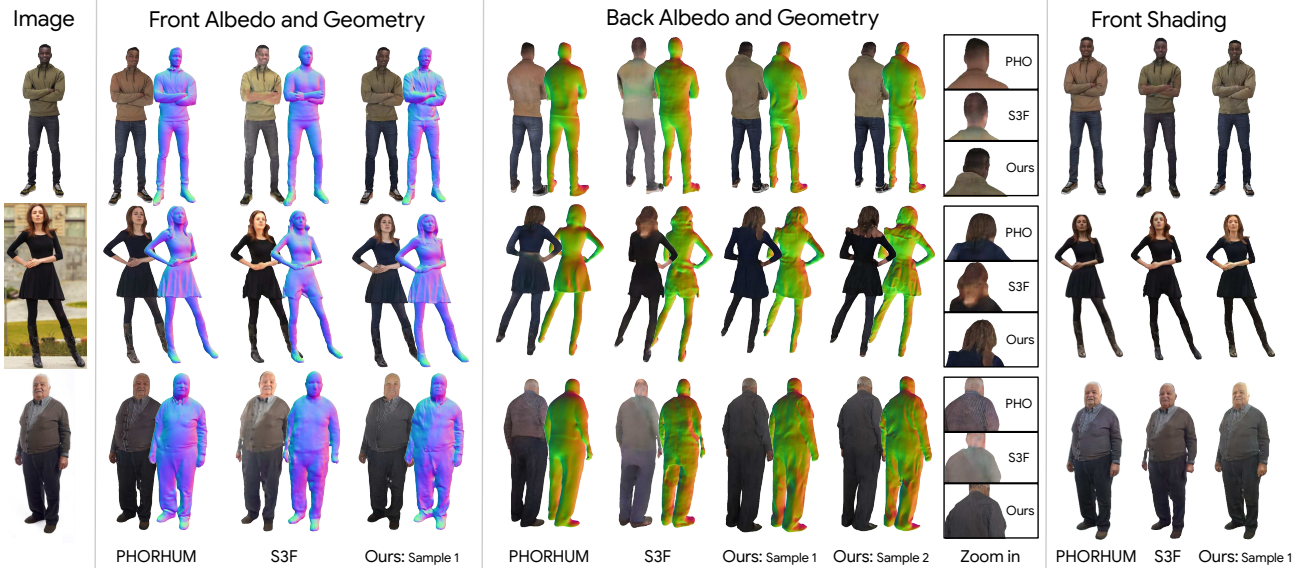 Image
Front Albedo and Geometry
Back Albedo and Geometry
Front Shading
PHO
S3F
Ours
PHO
S3F
Ours
PHO
S3F
Ours
PHORHUM
S3F
Ours: Sample 1
PHORHUM
S3F
Ours: Sample 1
Ours: Sample 2
Zoom in
PHORHUM
S3F
Ours: Sample 1